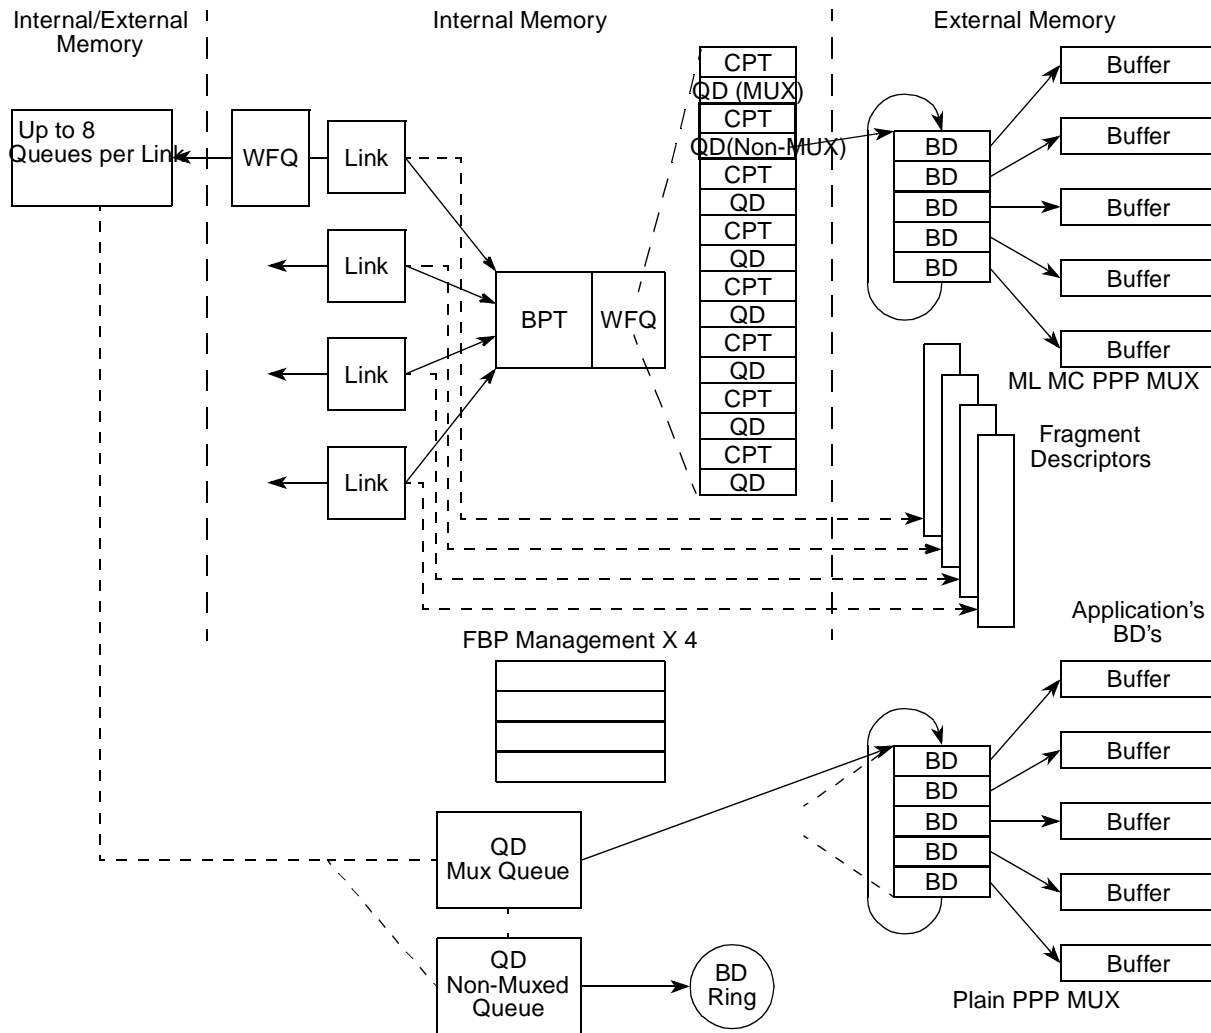 Internal/External
Memory
Internal Memory
External Memory
Up to 8
Queues per Link
WFQ
Link
Link
Link
Link
BPT
WFQ
CPT
QD (MUX)
CPT
QD(Non-MUX)
CPT
QD
CPT
QD
CPT
QD
CPT
QD
CPT
QD
CPT
QD
BD
BD
BD
BD
BD
Buffer
Buffer
Buffer
Buffer
Buffer
ML MC PPP MUX
Fragment
Descriptors
FBP Management X 4
Application's
BD's
QD
Mux Queue
QD
Non-Muxed
Queue
BD
Ring
BD
BD
BD
BD
BD
Buffer
Buffer
Buffer
Buffer
Buffer
Plain PPP MUX